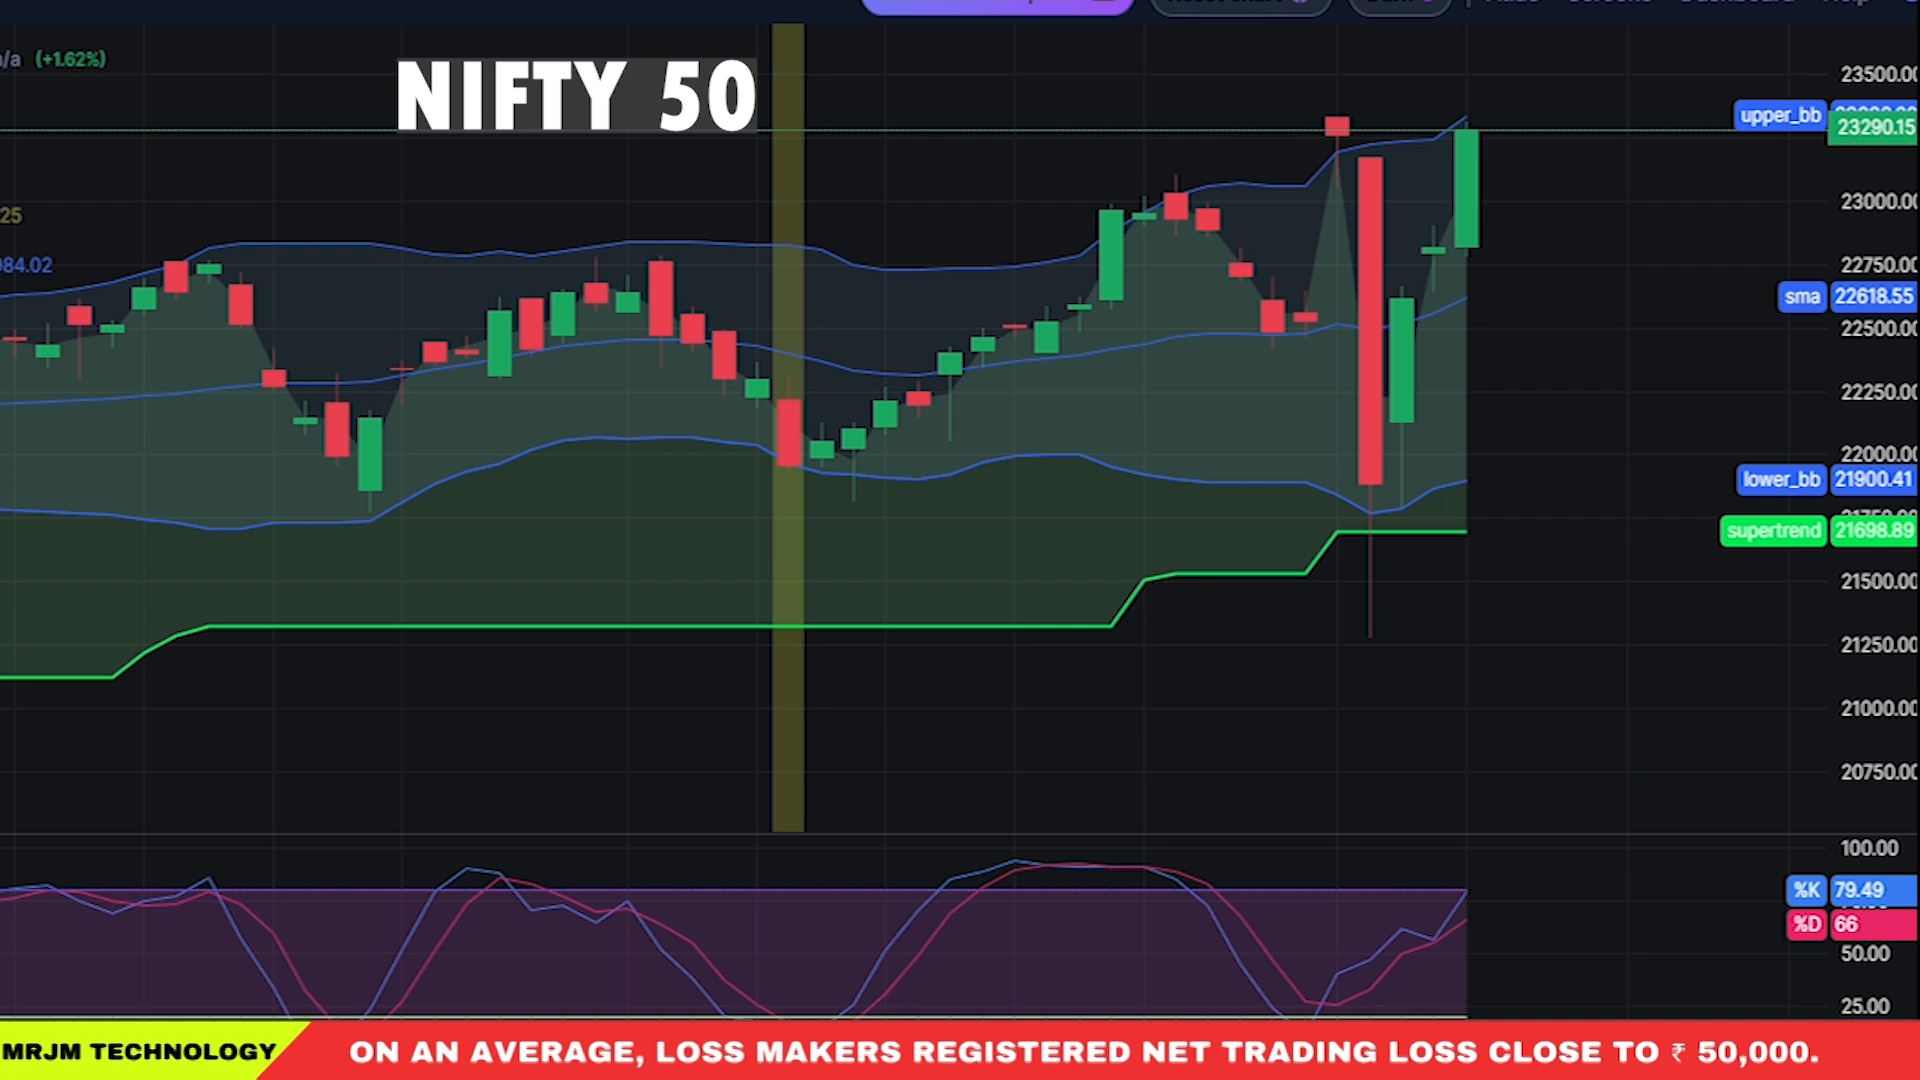 n/a (+1.62%)
NIFTY 50
25
984.02
23500.00
upper_bb
23290.15
23000.00
22750.00
sma 22618.55
22500.00
22250.00
22000.00
lower_bb 21900.41
supertrend 21698.89
21500.00
21250.00
21000.00
20750.00
100.00
%K 79.49
%D 66
50.00
25.00
MRJM TECHNOLOGY
ON AN AVERAGE, LOSS MAKERS REGISTERED NET TRADING LOSS CLOSE TO ₹ 50,000.